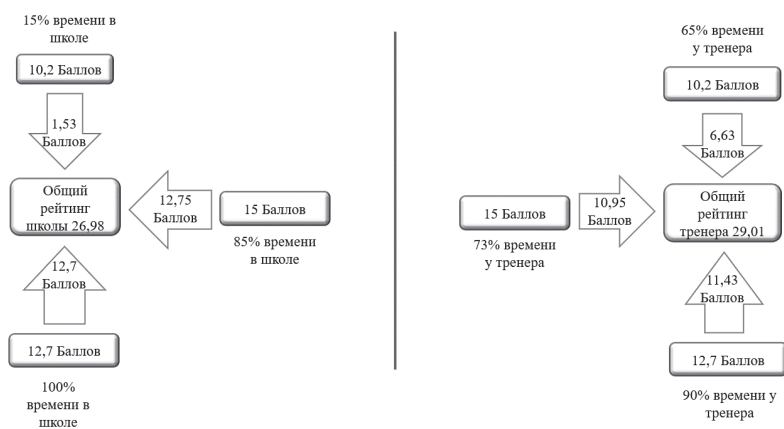 15% времени в
школе
10,2 Баллов
1,53
Баллов
Общий
рейтинг
школы 26,98
12,75
Баллов
15 Баллов
85% времени
в школе
12,7
Баллов
12,7 Баллов
100%
времени в
школе
65% времени
у тренера
10,2 Баллов
6,63
Баллов
15 Баллов
73% времени
у тренера
10,95
Баллов
Общий
рейтинг
тренера 29,01
11,43
Баллов
12,7 Баллов
90% времени у
тренера